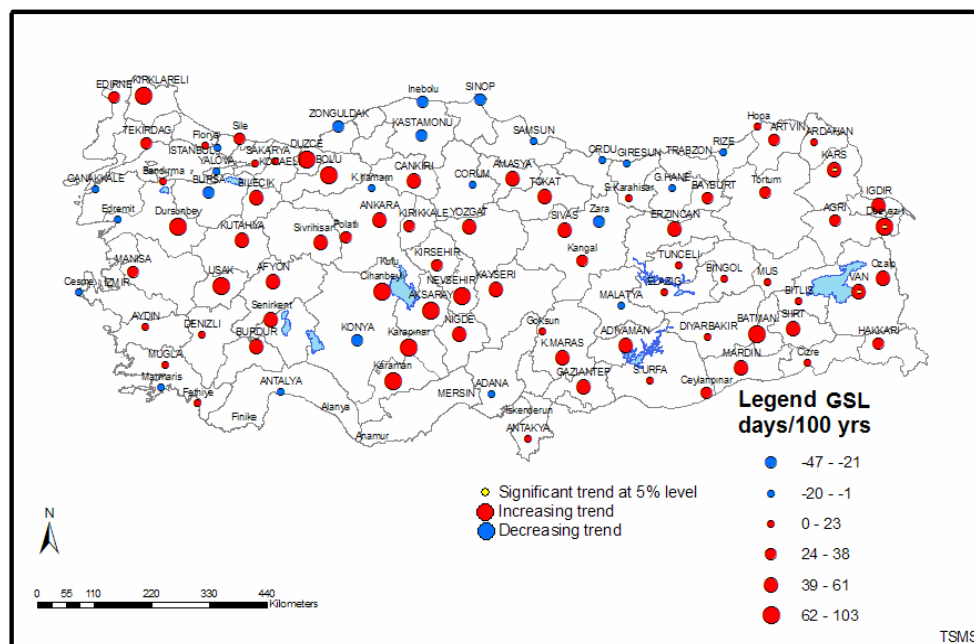 KIRKLARELI
EDIRNE
Inebolu
SINOP
ZONGULDAK
KASTAMONU
TEKIRDAG
Florya
Sile
ISTANBUL
DUZCE
SAMSUN
Hopa
ARTVIN
ARDAHAN
YALOVA
SAKARYA
KOCAELI
BOLU
CANKIRI
AMASYA
ORDU
GIRESUN
TRABZON
RIZE
KARS
CANAKKALE
Bandırma
BURSA
BILECIK
K.Hamam
CORUM
TOKAT
S.Karahisar
G.HANE
BAYBURT
Tortum
IGDIR
Edremit
Dursunbey
ANKARA
KIRIKKALE
YOZGAT
SIVAS
Zara
ERZINCAN
AGRI
KUTAHYA
Sivrihisar
Polatli
Kangal
MANISA
USAK
AFYON
Kulu
KIRSEHIR
TUNCELI
BINGOL
MUS
Ozalp
Cesme
IZMIR
Cihanbeyli
NEVSEHIR
KAYSERI
MALATYA
ELAZIG
BITLIS
VAN
Senirkent
AKSARAY
AYDIN
DENIZLI
BURDUR
KONYA
Karapınar
NIGDE
Goksun
ADIYAMAN
DIYARBAKIR
BATMAN
SIIRT
HAKKARI
MUGLA
K.MARAS
MARDIN
Cizre
Marmaris
Karaman
GAZIANTEP
S.URFA
Fethiye
ANTALYA
ADANA
MERSIN
Ceylanpınar
Finike
Alanya
Iskenderun
Anamur
ANTAKYA
Legend GSL
days/100 yrs
-47 - -21
-20 - -1
0 - 23
24 - 38
39 - 61
62 - 103
Significant trend at 5% level
Increasing trend
Decreasing trend
N
0 55 110 220 330 440
Kilometers
TSMS